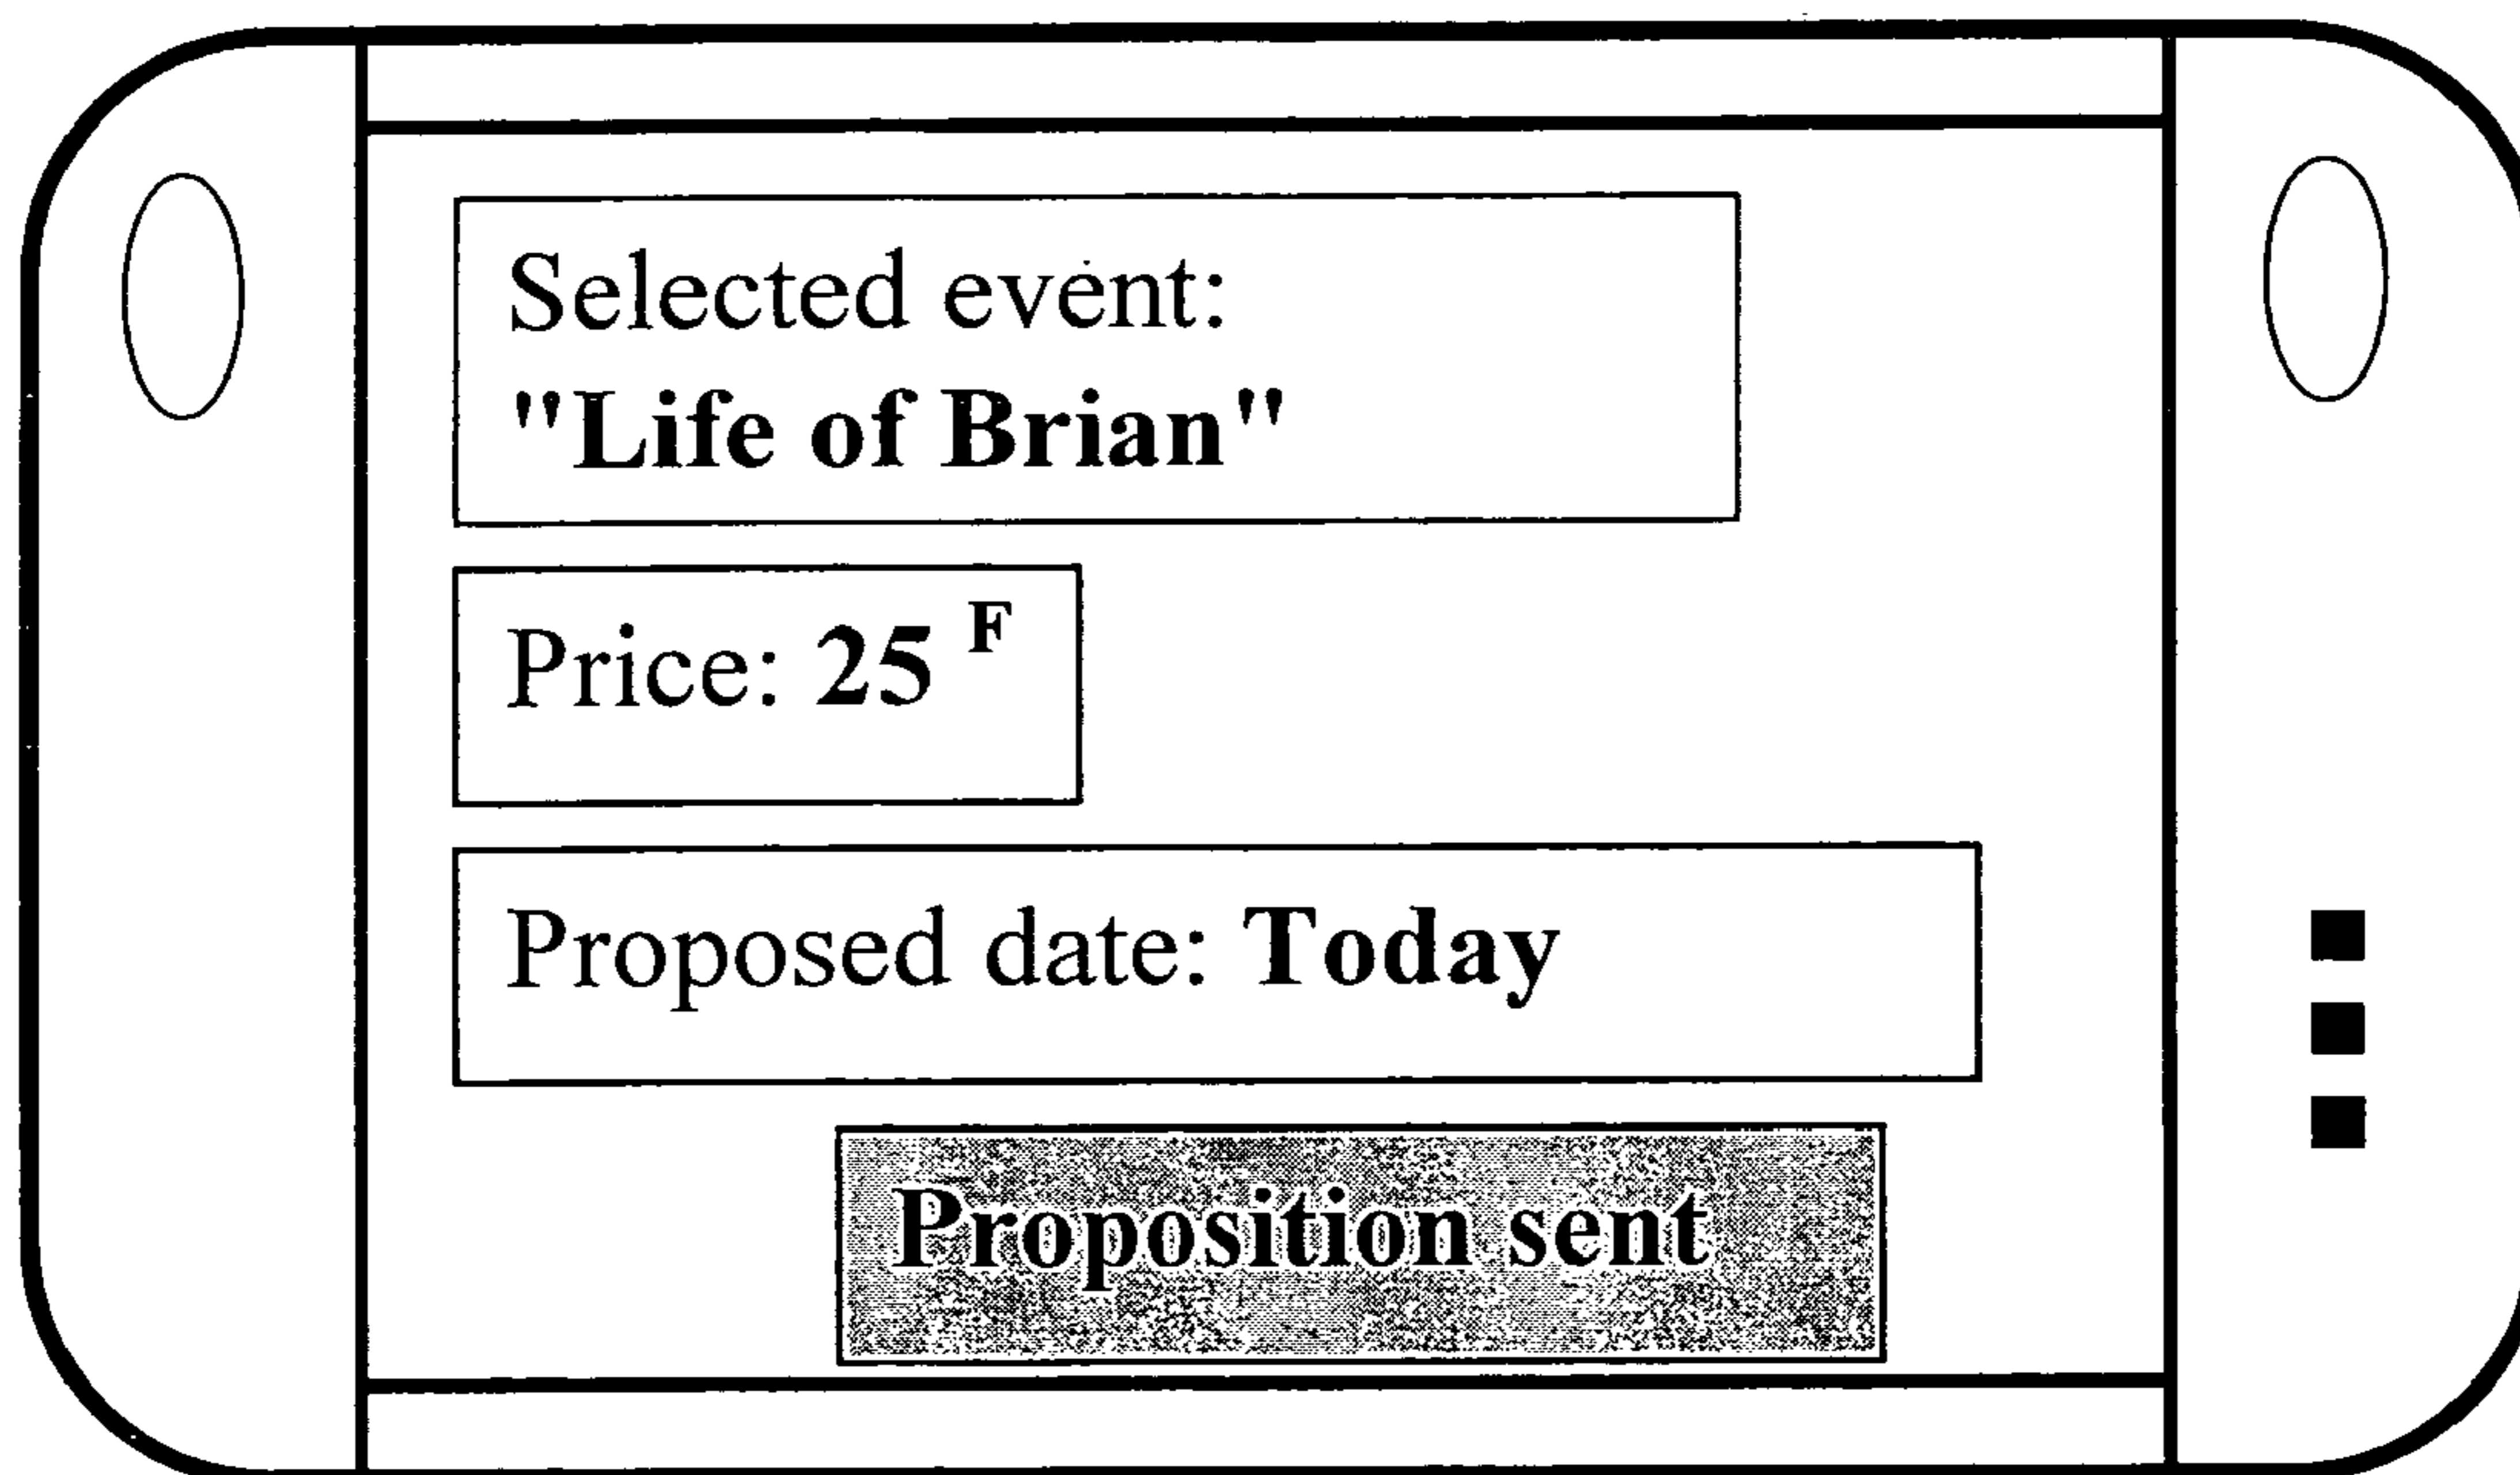 Selected event:
"Life of Brian"
Price: 25 F
Proposed date: Today
Proposition sent